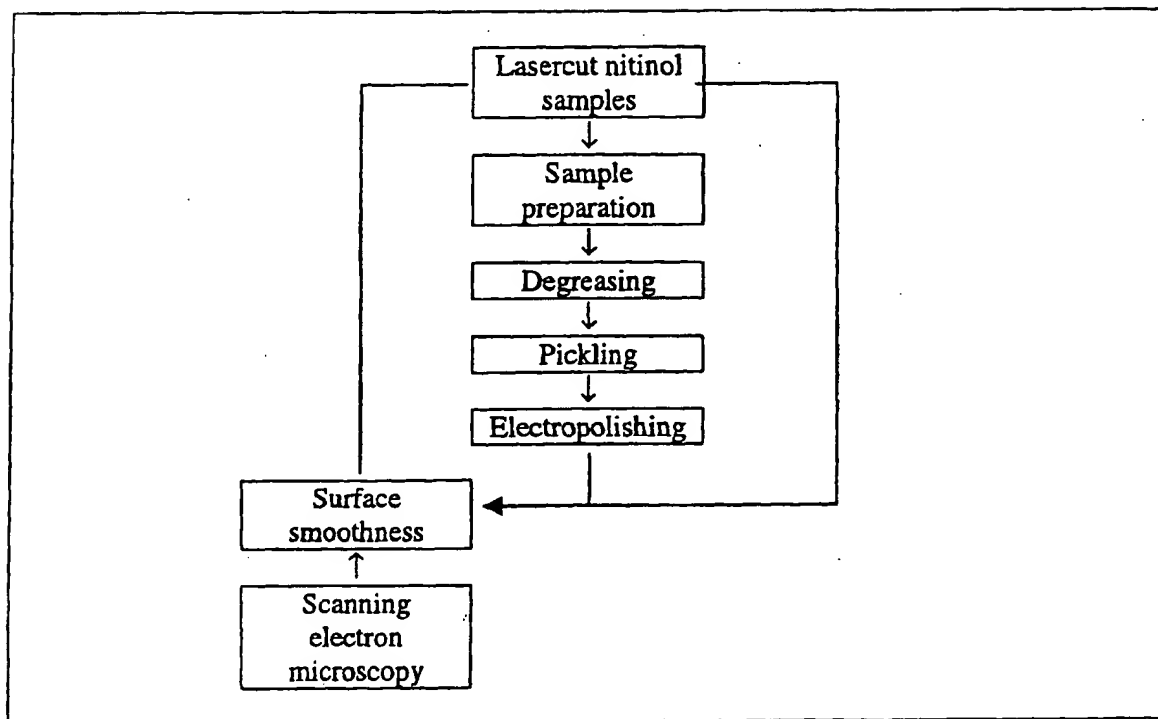 Lasercut nitinol
samples
Sample
preparation
Degreasing
Pickling
Electropolishing
Surface
smoothness
Scanning
electron
microscopy